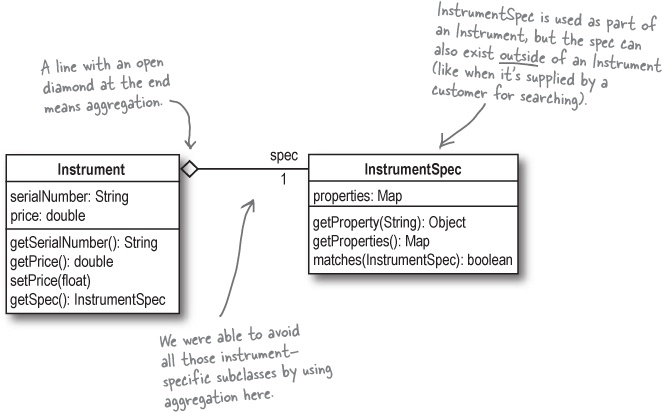 InstrumentSpec is used as part of
an Instrument, but the spec can
also exist outside of an Instrument
(like when it's supplied by a
customer for searching).
A line with an open
diamond at the end
means aggregation.
Instrument
serialNumber: String
price: double
getSerialNumber(): String
getPrice(): double
setPrice(float)
getSpec(): InstrumentSpec
spec
1
InstrumentSpec
properties: Map
getProperty(String): Object
getProperties(): Map
matches(InstrumentSpec): boolean
We were able to avoid
all those instrument-
specific subclasses by using
aggregation here.